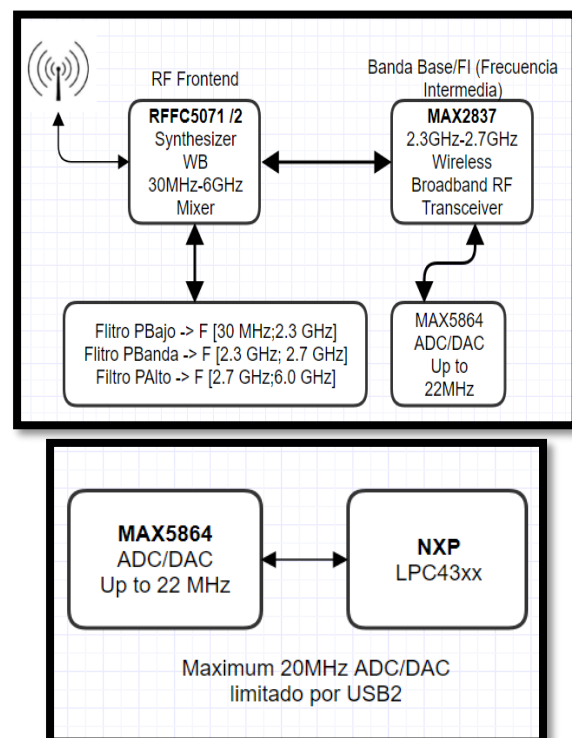 RF Frontend
Banda Base/FI (Frecuencia
Intermedia)
RFFC5071 /2
Synthesizer
WB
30MHz-6GHz
Mixer
MAX2837
2.3GHz-2.7GHz
Wireless
Broadband RF
Transceiver
Flitro PBajo -> F [30 MHz;2.3 GHz]
Flitro PBanda -> F [2.3 GHz; 2.7 GHz]
Filtro PAlto -> F [2.7 GHz;6.0 GHz]
MAX5864
ADC/DAC
Up to
22MHz
MAX5864
ADC/DAC
Up to 22 MHz
NXP
LPC43xx
Maximum 20MHz ADC/DAC
limitado por USB2